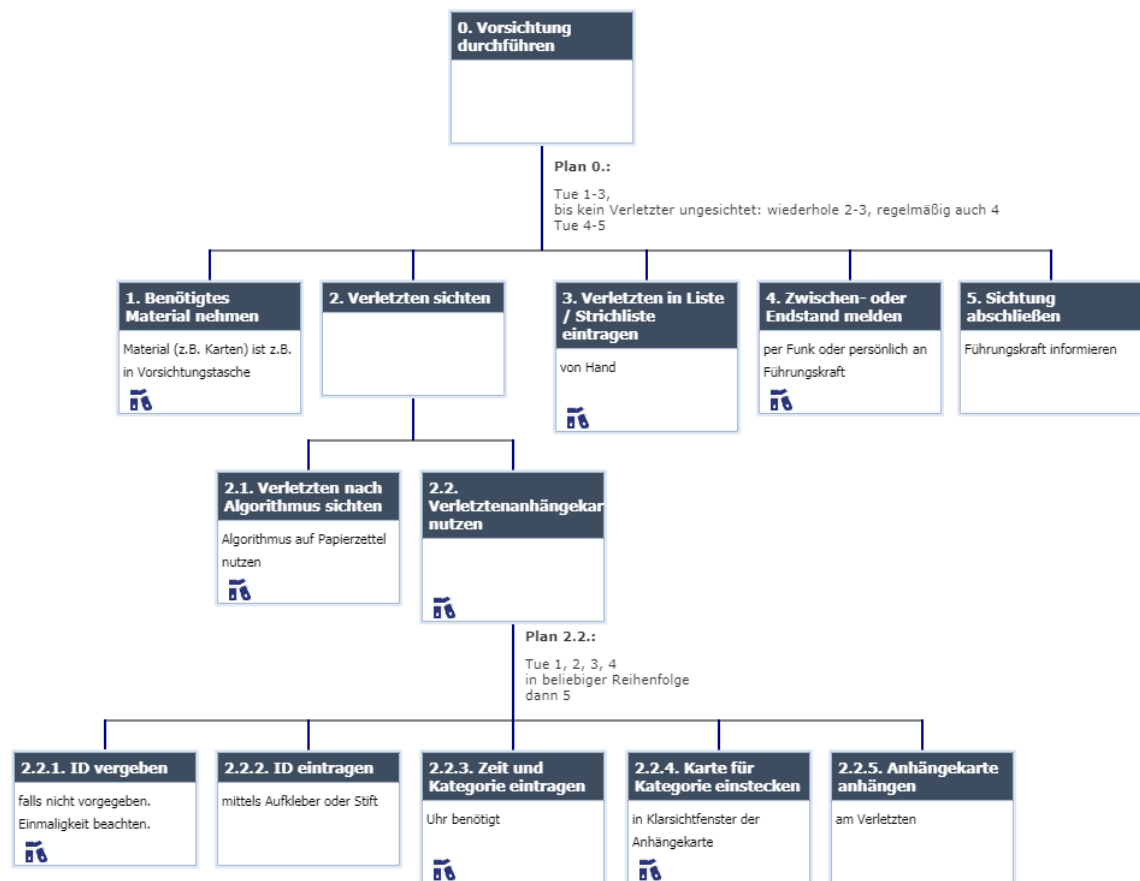 0. Vorsichtung
durchführen
Plan 0.:
Tue 1-3,
bis kein Verletzter ungesichtet: wiederhole 2-3, regelmäßig auch 4
Tue 4-5
1. Benötigtes
Material nehmen
Material (z.B. Karten) ist z.B.
in Vorsichtungstasche
2. Verletzten sichten
3. Verletzten in Liste
/ Strichliste
eintragen
von Hand
4. Zwischen- oder
Endstand melden
per Funk oder persönlich an
Führungskraft
5. Sichtung
abschließen
Führungskraft informieren
2.1. Verletzten nach
Algorithmus sichten
Algorithmus auf Papierzettel
nutzen
2.2.
Verletztenanhängekar
nutzen
Plan 2.2.:
Tue 1, 2, 3, 4
in beliebiger Reihenfolge
dann 5
2.2.1. ID vergeben
falls nicht vorgegeben.
Einmaligkeit beachten.
2.2.2. ID eintragen
mittels Aufkleber oder Stift
2.2.3. Zeit und
Kategorie eintragen
Uhr benötigt
2.2.4. Karte für
Kategorie einstecken
in Klarsichtfenster der
Anhängekarte
2.2.5. Anhängekarte
anhängen
am Verletzten